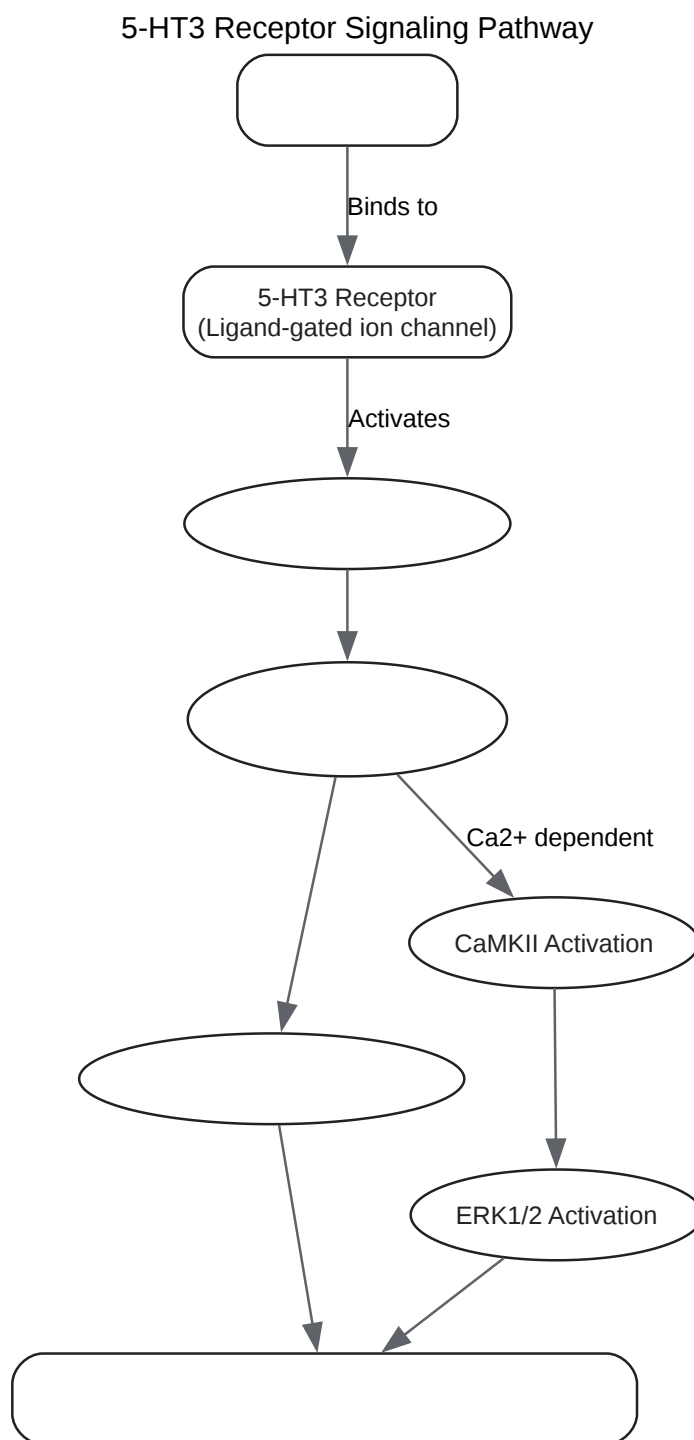 5-HT3 Receptor Signaling Pathway
Binds to
5-HT3 Receptor
(Ligand-gated ion channel)
Activates
Ca2+ dependent
CaMKII Activation
ERK1/2 Activation